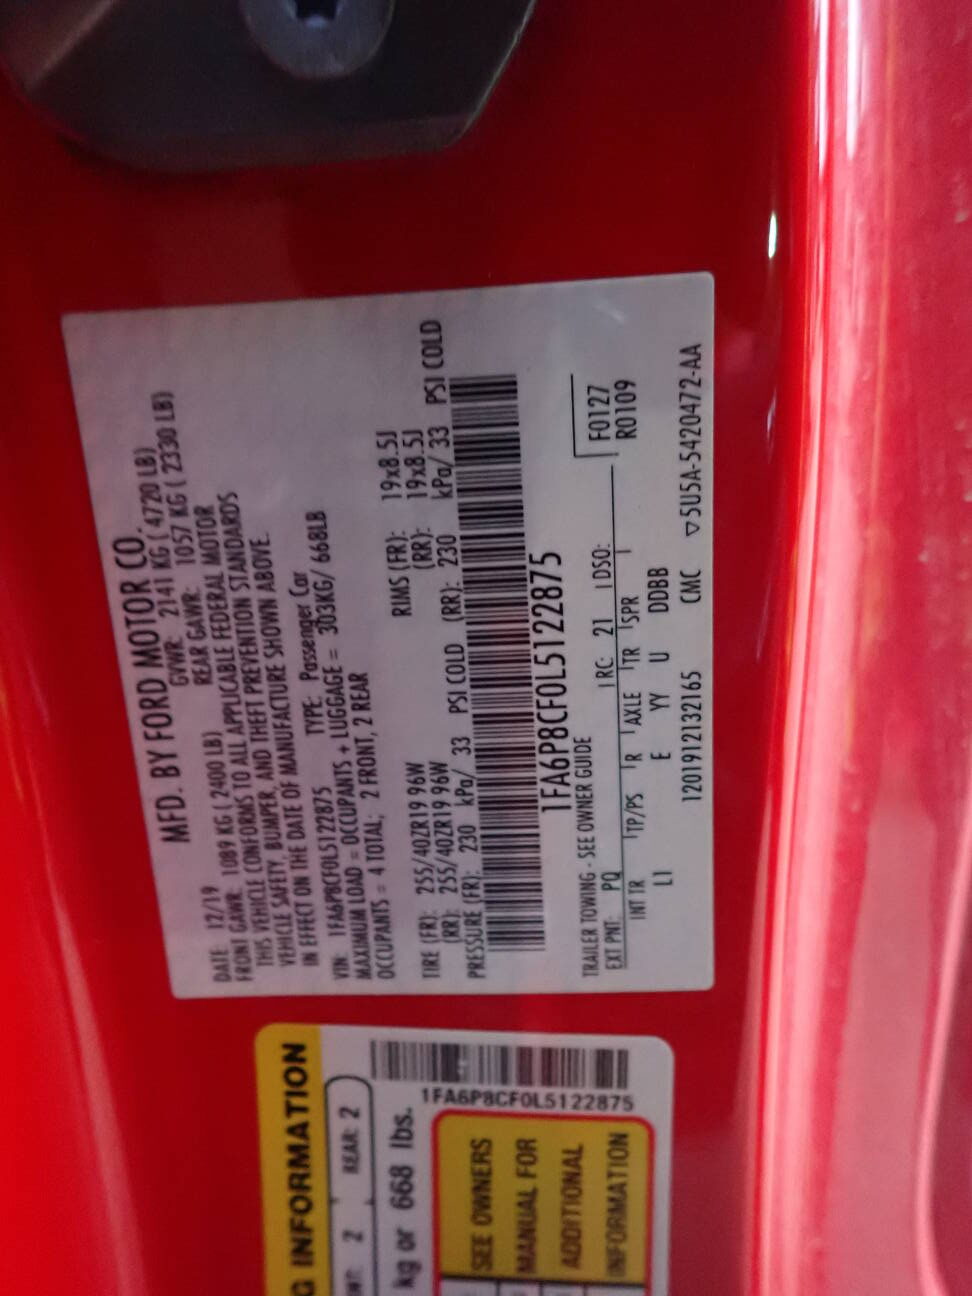 MFD. BY FORD MOTOR CO.
DATE: 12/19 GVWR: 2141 KG ( 4720 LB)
FRONT GAWR: 1089 KG ( 2400 LB) REAR GAWR: 1057 KG ( 2330 LB)
THIS VEHICLE CONFORMS TO ALL APPLICABLE FEDERAL MOTOR
VEHICLE SAFETY, BUMPER, AND THEFT PREVENTION STANDARDS
IN EFFECT ON THE DATE OF MANUFACTURE SHOWN ABOVE.
VIN: 1FA6P8CF0L5122875 TYPE: Passenger Car
MAXIMUM LOAD = OCCUPANTS + LUGGAGE = 303KG/ 668LB
OCCUPANTS = 4 TOTAL; 2 FRONT, 2 REAR
TIRE (FR): 255/40ZR19 96W RIMS (FR): 19x8.5J
(RR): 255/40ZR19 96W (RR): 19x8.5J
PRESSURE (FR): 230 kPa/ 33 PSI COLD (RR): 230 kPa/ 33 PSI COLD
1FA6P8CF0L5122875
TRAILER TOWING - SEE OWNER GUIDE
EXT PNT: PQ RC: 21 DSO: F0127
R0109
INT TR TP/PS R AXLE TR SPR
LI E YY U DDBB
1201912132165 CMC ▽5U5A-5420472-AA
G INFORMATION
2 REAR: 2
kg or 668 lbs.
1FA6P8CF0L5122875
SEE OWNERS
MANUAL FOR
ADDITIONAL
INFORMATION